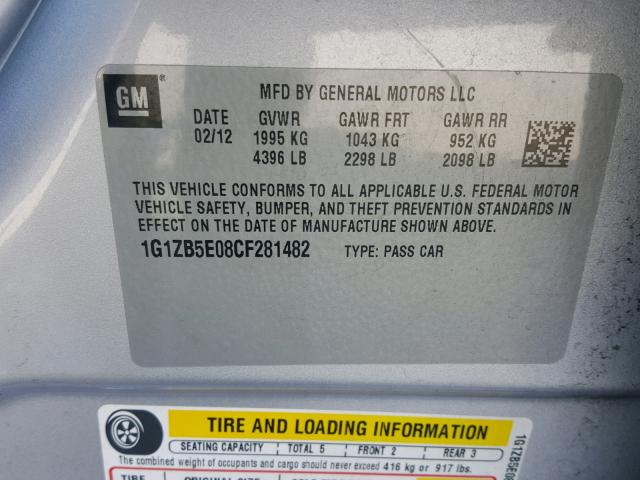 GM
MFD BY GENERAL MOTORS LLC
DATE GVWR GAWR FRT GAWR RR
02/12 1995 KG 1043 KG 952 KG
4396 LB 2298 LB 2098 LB
THIS VEHICLE CONFORMS TO ALL APPLICABLE U.S. FEDERAL MOTOR
VEHICLE SAFETY, BUMPER, AND THEFT PREVENTION STANDARDS IN
EFFECT ON THE DATE OF MANUFACTURE SHOWN ABOVE.
1G1ZB5E08CF281482 TYPE: PASS CAR
TIRE AND LOADING INFORMATION
SEATING CAPACITY TOTAL 5 FRONT 2 REAR 3
The combined weight of occupants and cargo should never exceed 416 kg or 917 lbs.
1G1ZB5E08